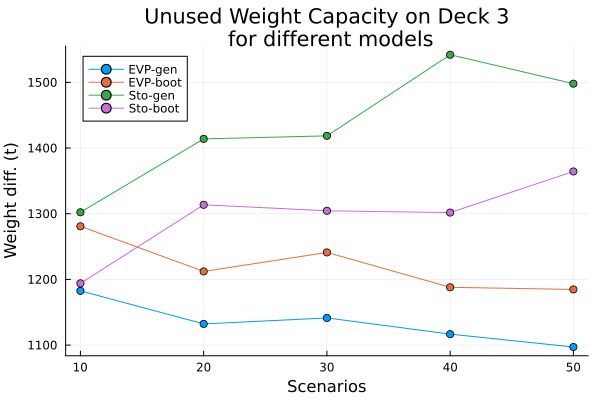 Unused Weight Capacity on Deck 3
for different models
EVP-gen
EVP-boot
Sto-gen
Sto-boot
Weight diff. (t)
1500
1400
1300
1200
1100
10 20 30 40 50
Scenarios